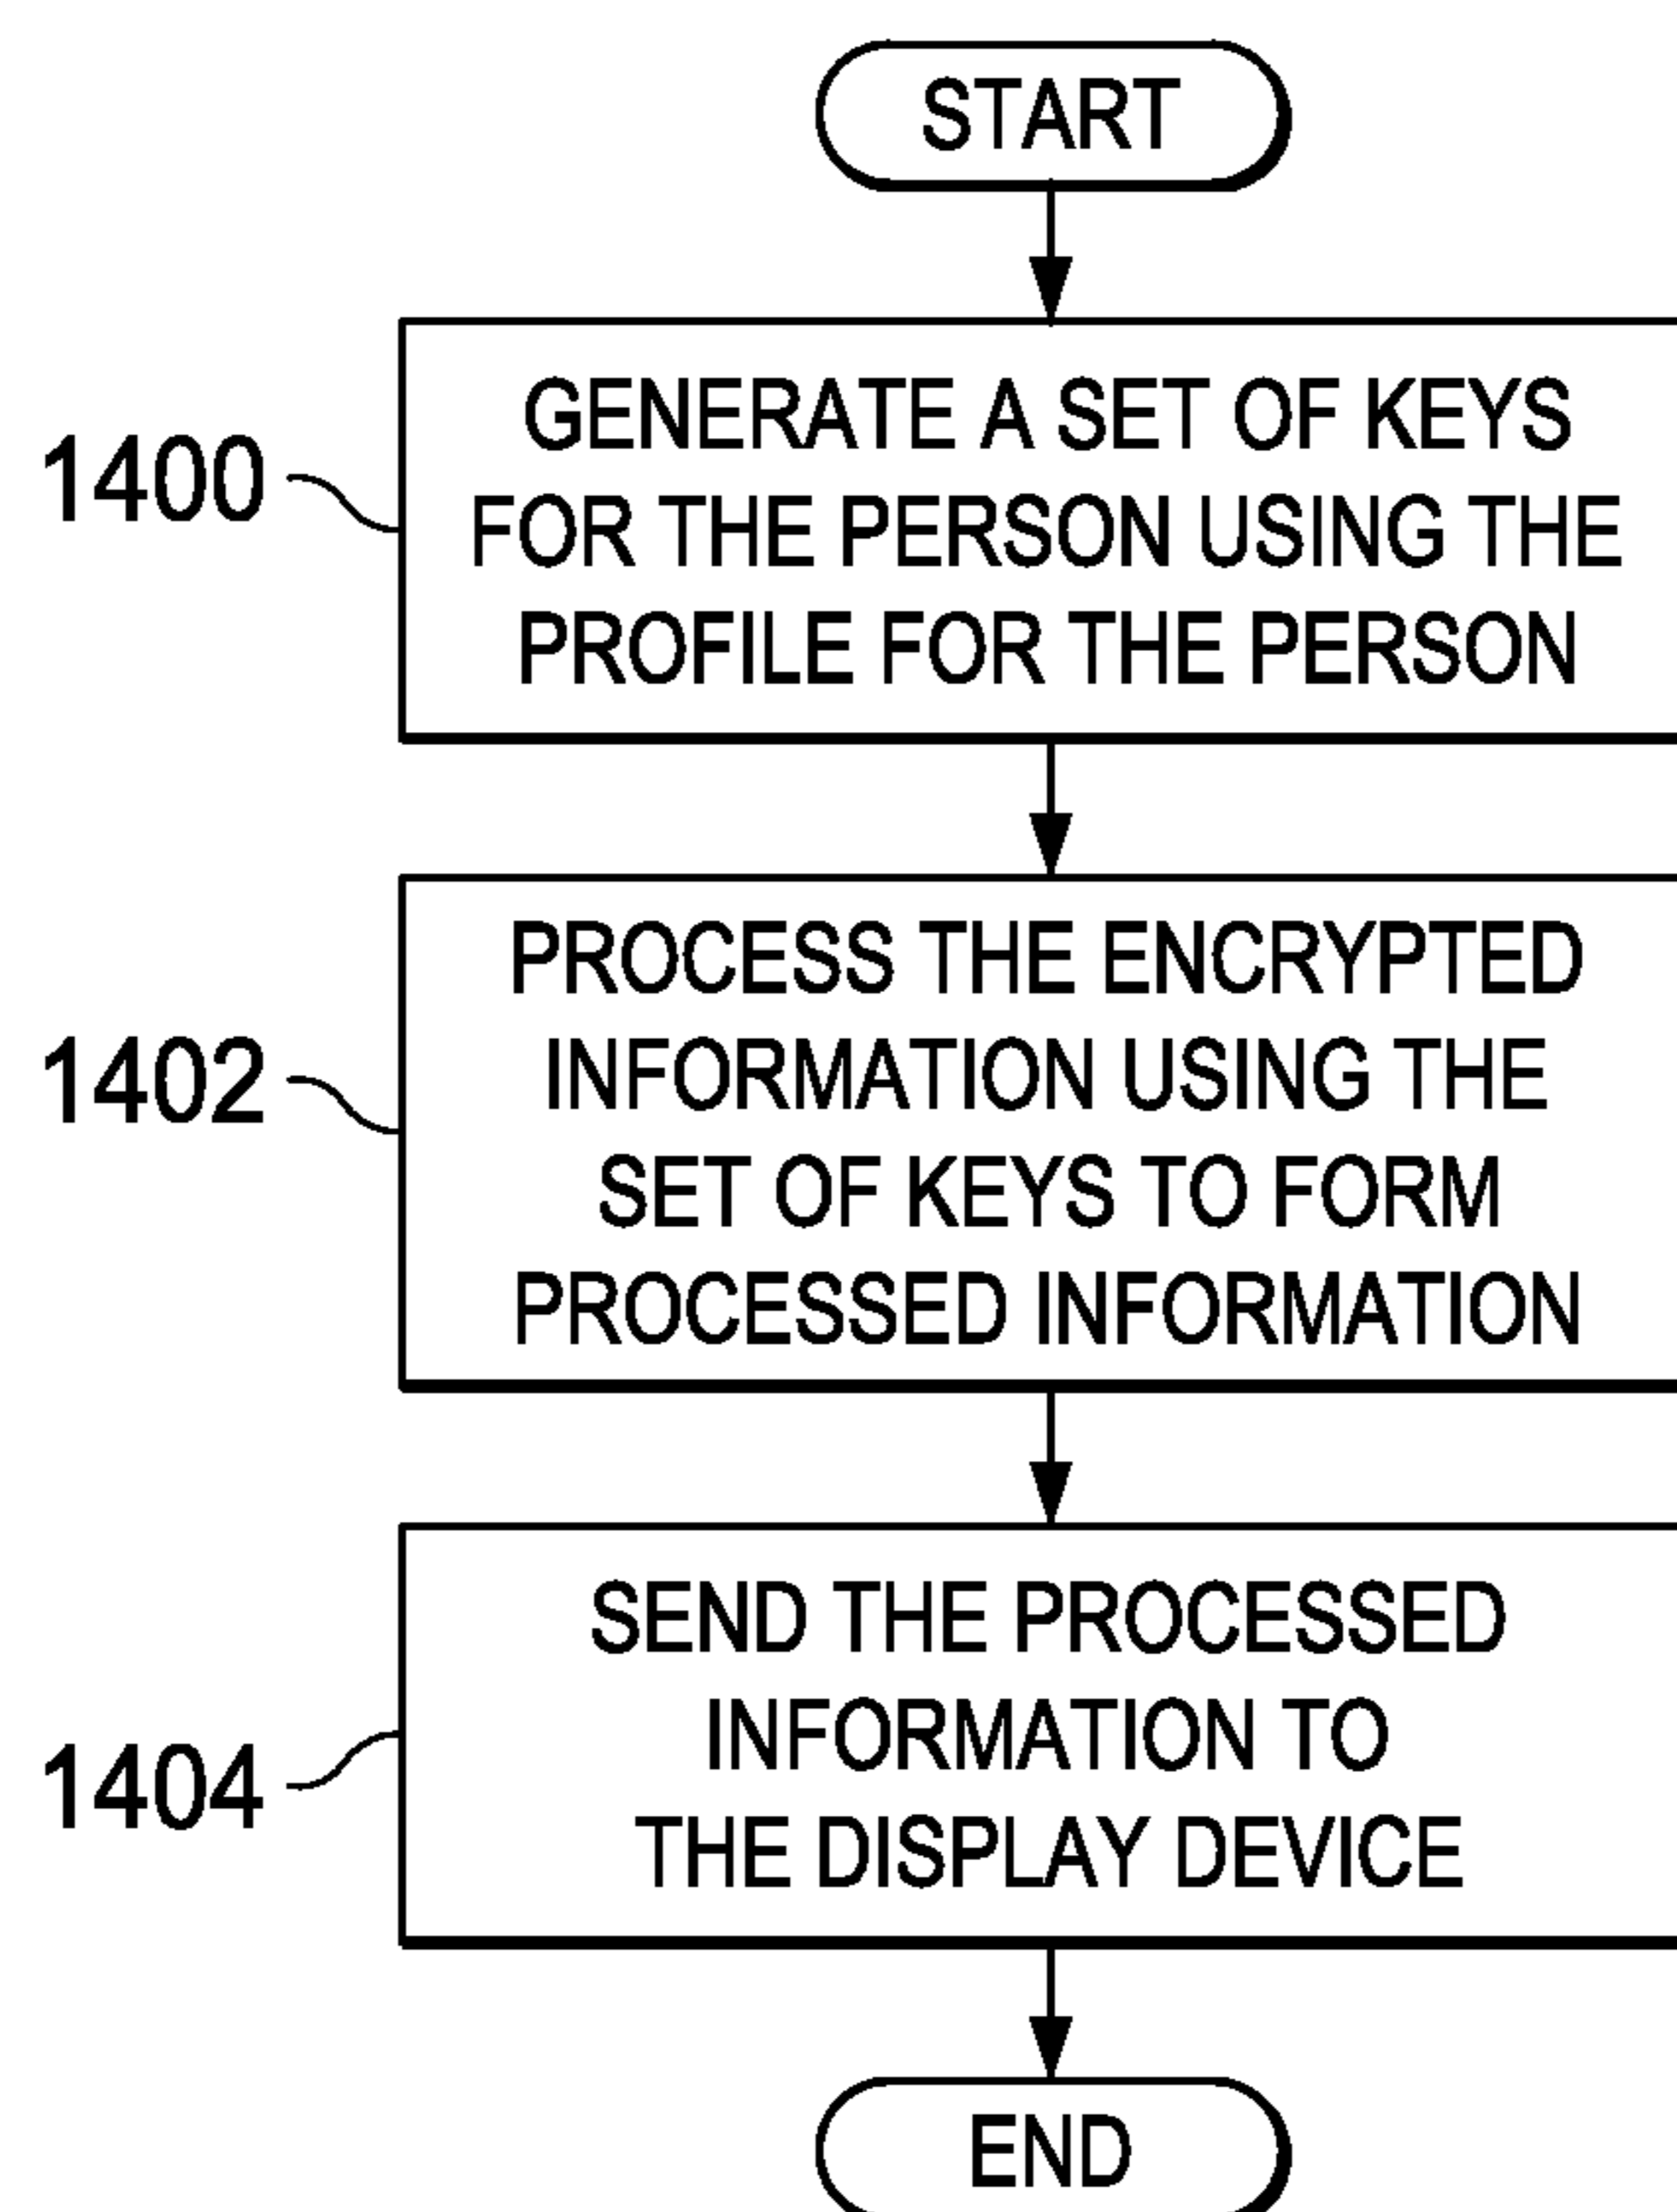 START
1400
GENERATE A SET OF KEYS
FOR THE PERSON USING THE
PROFILE FOR THE PERSON
1402
PROCESS THE ENCRYPTED
INFORMATION USING THE
SET OF KEYS TO FORM
PROCESSED INFORMATION
1404
SEND THE PROCESSED
INFORMATION TO
THE DISPLAY DEVICE
END